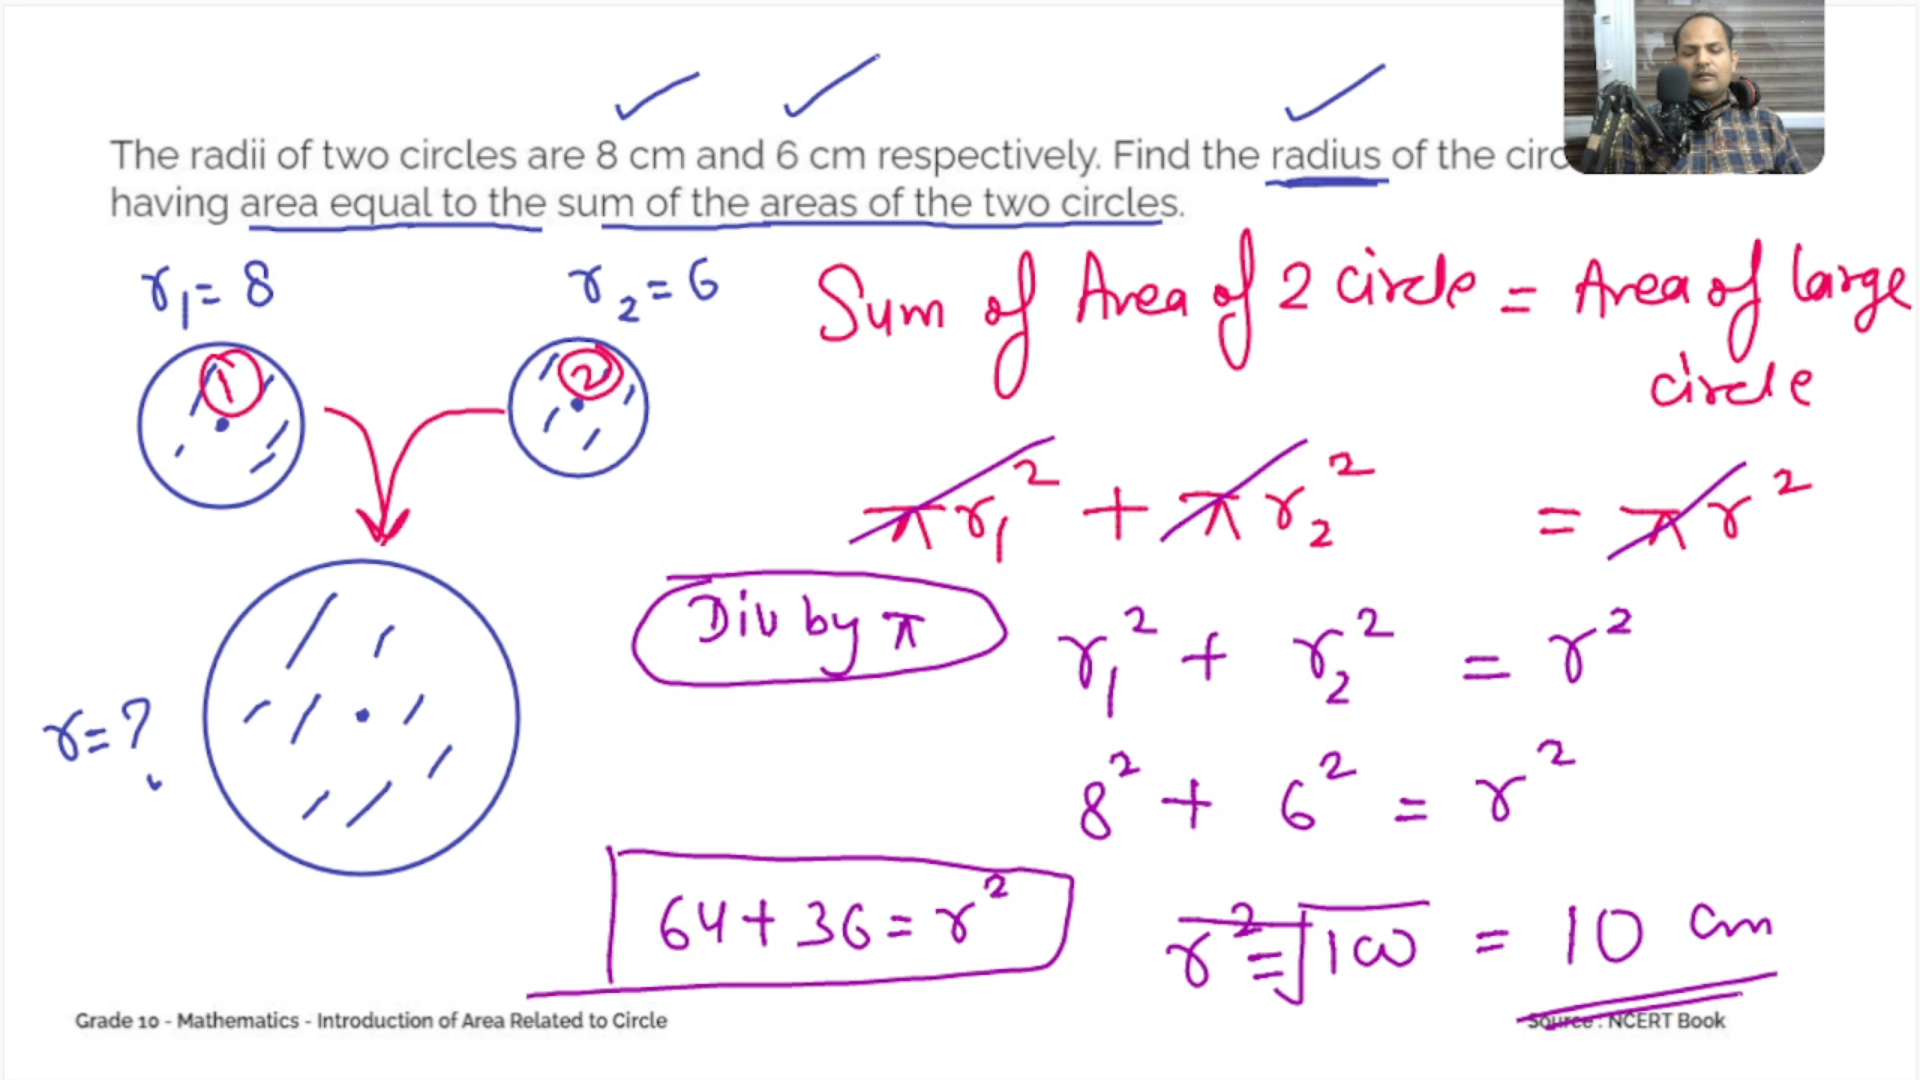 The radii of two circles are 8 cm and 6 cm respectively. Find the radius of the circ
having area equal to the sum of the areas of the two circles.
r₁ = 8
r₂ = 6
Sum of Area of 2 circle = Area of large
circle
1
2
πr₁² + πr₂² = πr²
Div by π
r₁² + r₂² = r²
r = ?
8² + 6² = r²
64 + 36 = r²
r² = √100 = 10 cm
Grade 10 - Mathematics - Introduction of Area Related to Circle
Source : NCERT Book